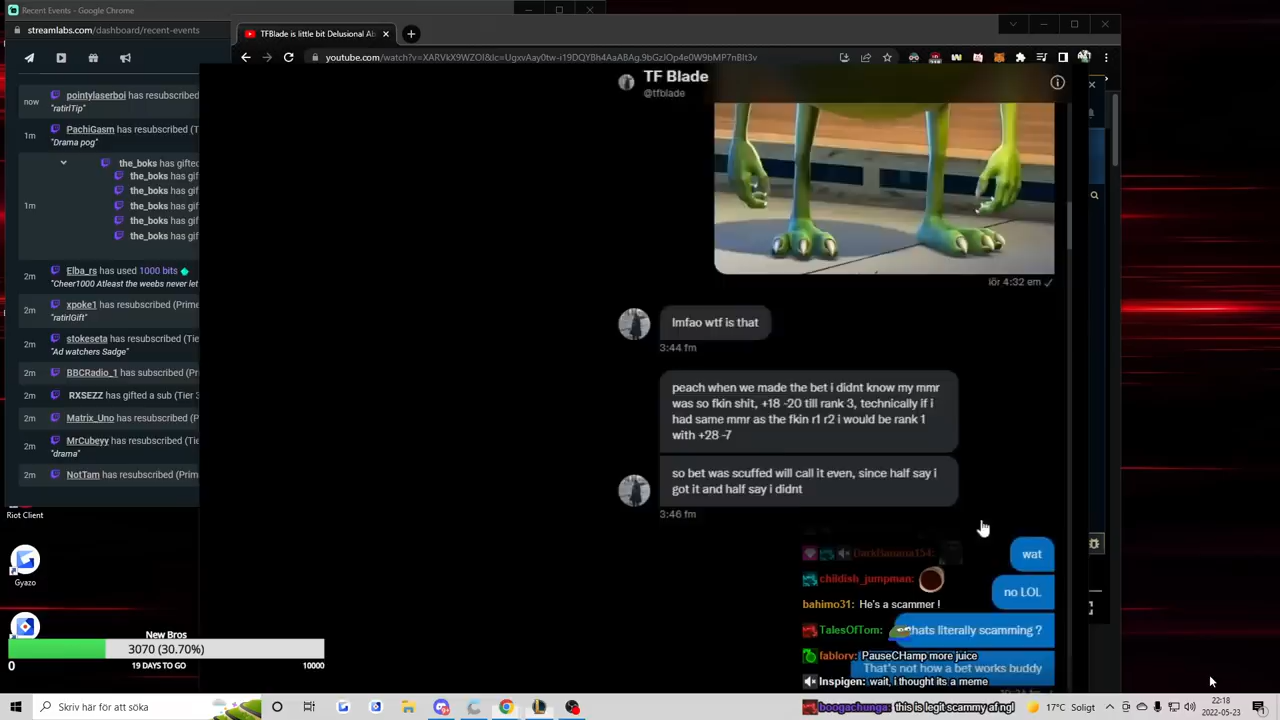 Recent Events - Google Chrome
streamlabs.com/dashboard/recent-events
now
pointylaserboi has resubscribed
"ratirlTip"
1m
PachiGasm has resubscribed (T
"Drama pog"
the_boks has gifted
the_boks has gif
the_boks has gif
1m
the_boks has gif
the_boks has gif
the_boks has gif
2m
Elba_rs has used 1000 bits
"Cheer1000 Atleast the weebs never let
2m
xpoke1 has resubscribed (Prime
"ratirlGift"
2m
stokeseta has resubscribed (Tier
"Ad watchers Sadge"
2m
BBCRadio_1 has subscribed (Tier
2m
RXSEZZ has gifted a sub (Tier 3
2m
Matrix_Uno has resubscribed (Prim
2m
MrCubeyy has resubscribed (Prime
"drama"
2m
NotTam has resubscribed (Prime
TFBlade is little bit Delusional Ab
TF Blade
@tfblade
lör 4:32 em
lmfao wtf is that
3:44 fm
peach when we made the bet i didnt know my mmr
was so fkin shit, +18 -20 till rank 3, technically if i
had same mmr as the fkin r1 r2 i would be rank 1
with +28 -7
so bet was scuffed will call it even, since half say i
got it and half say i didnt
3:46 fm
wat
no LOL
thats literally scamming ?
That's not how a bet works buddy
DarkBanana154:
childish_jumpman:
bahimo31: He's a scammer !
TalesOfTom:
fablorv: PauseCHamp more juice
Inspigen: wait, i thought its a meme
boogachunga: this is legit scammy af ngl
Riot Client
Gyazo
New Bros
3070 (30.70%)
0
19 DAYS TO GO
10000
Skriv här för att söka
17°C Soligt
22:18
2022-05-23